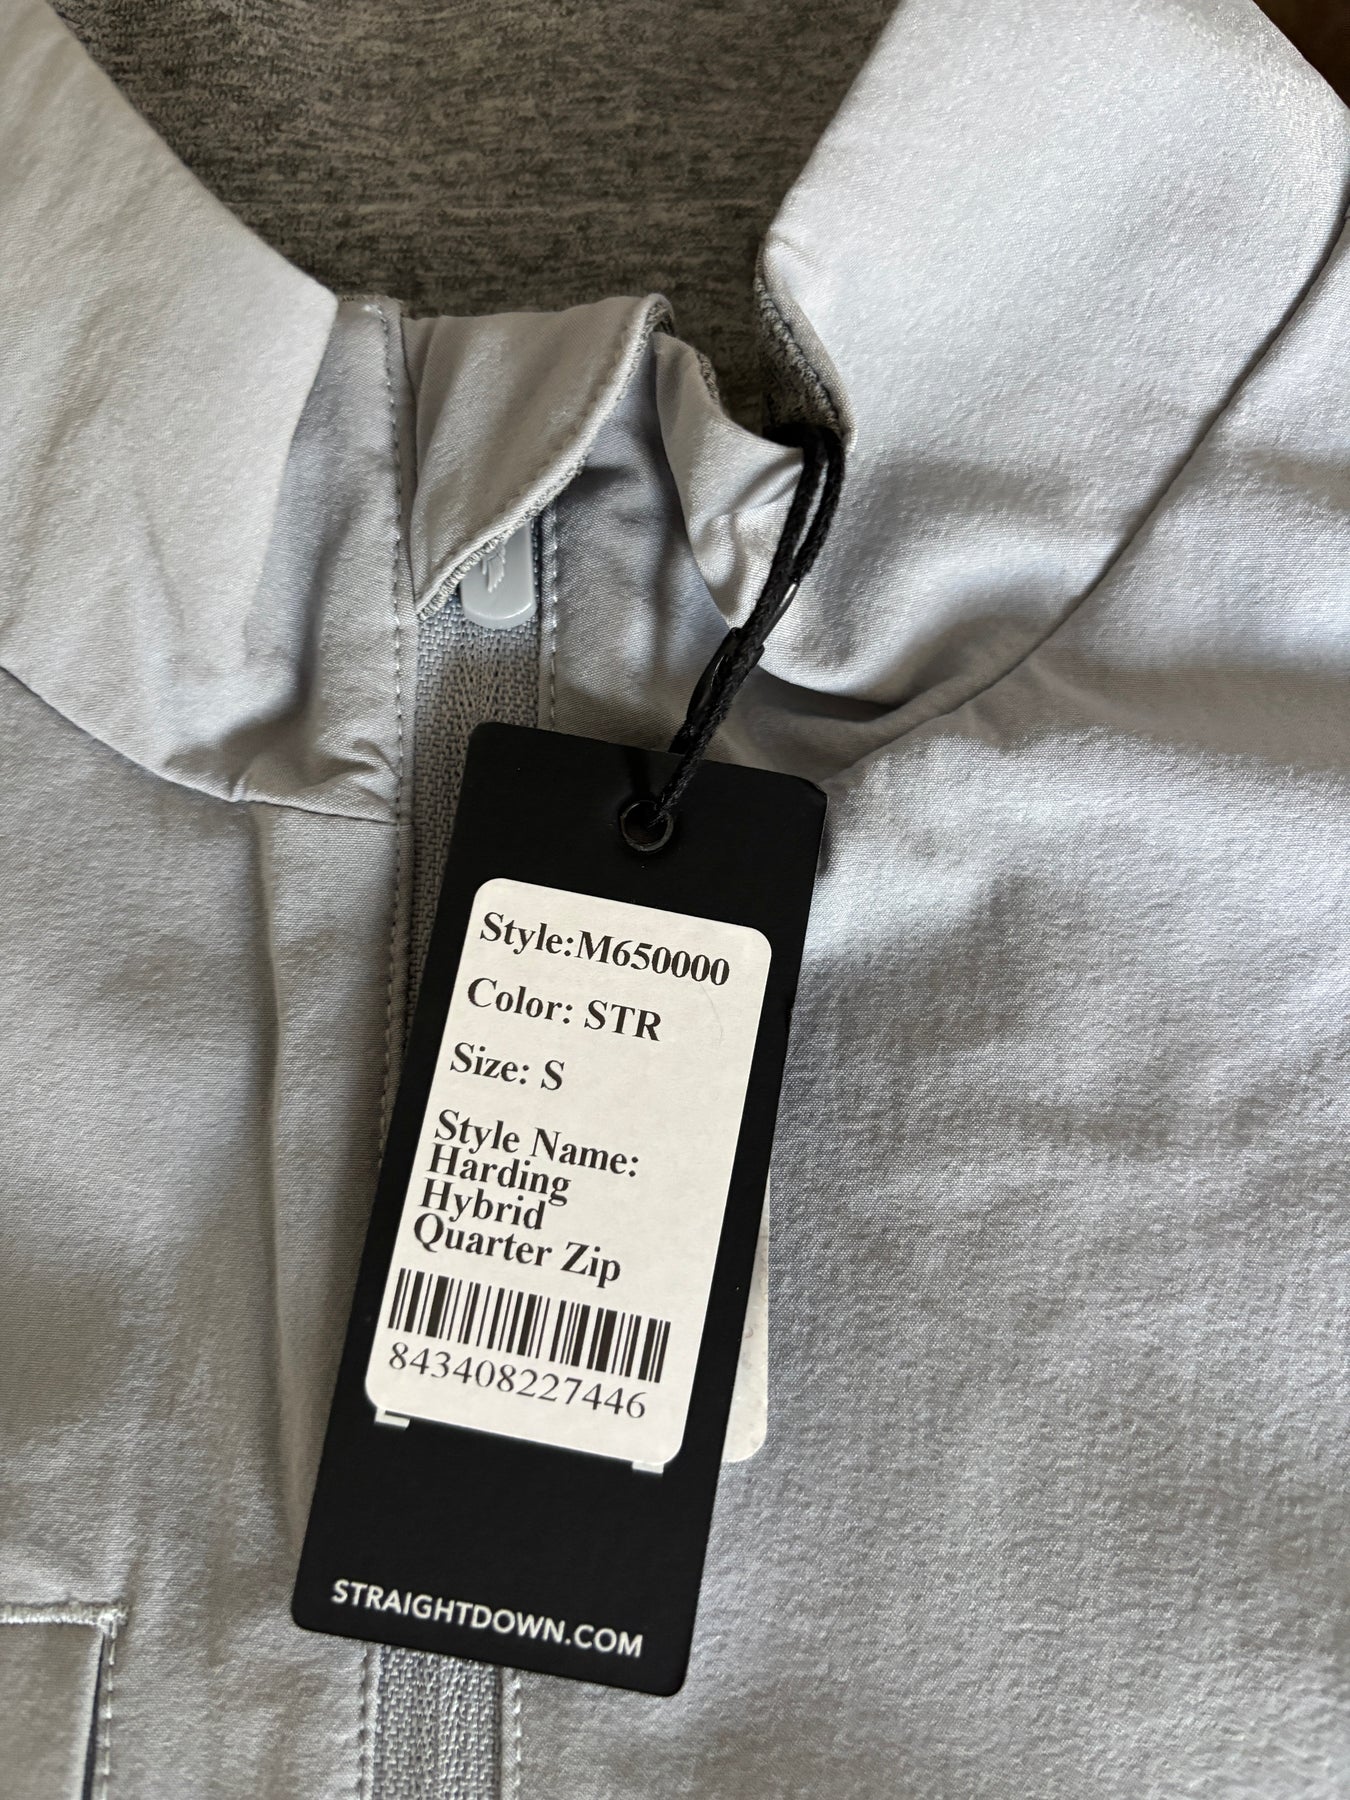 Style:M650000
Color: STR
Size: S
Style Name:
Harding
Hybrid
Quarter Zip
843408227446
STRAIGHTDOWN.COM